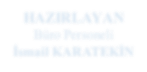 HAZIRLAYAN
Büro Personeli
İsmail KARATEKİN